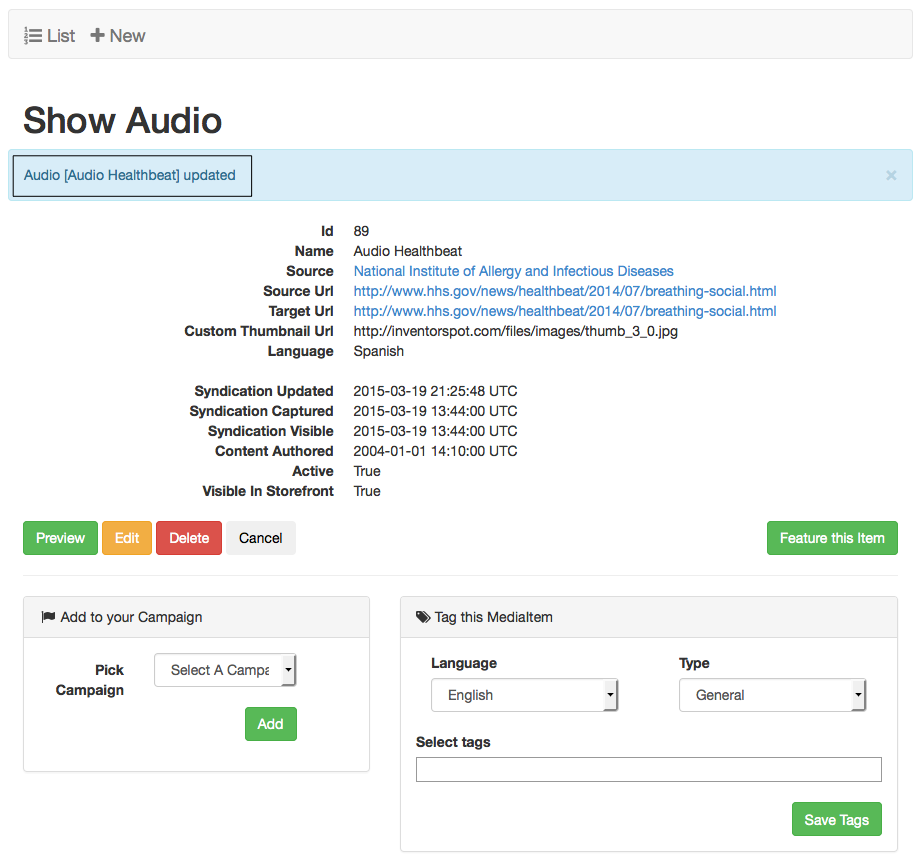 List New
Show Audio
Audio [Audio Healthbeat] updated ×
Id 89
Name Audio Healthbeat
Source National Institute of Allergy and Infectious Diseases
Source Url http://www.hhs.gov/news/healthbeat/2014/07/breathing-social.html
Target Url http://www.hhs.gov/news/healthbeat/2014/07/breathing-social.html
Custom Thumbnail Url http://inventorspot.com/files/images/thumb_3_0.jpg
Language Spanish
Syndication Updated 2015-03-19 21:25:48 UTC
Syndication Captured 2015-03-19 13:44:00 UTC
Syndication Visible 2015-03-19 13:44:00 UTC
Content Authored 2004-01-01 14:10:00 UTC
Active True
Visible In Storefront True
Preview Edit Delete Cancel Feature this Item
Add to your Campaign
Pick Campaign Select A Campa
Add
Tag this MediaItem
Language Type
English General
Select tags
Save Tags